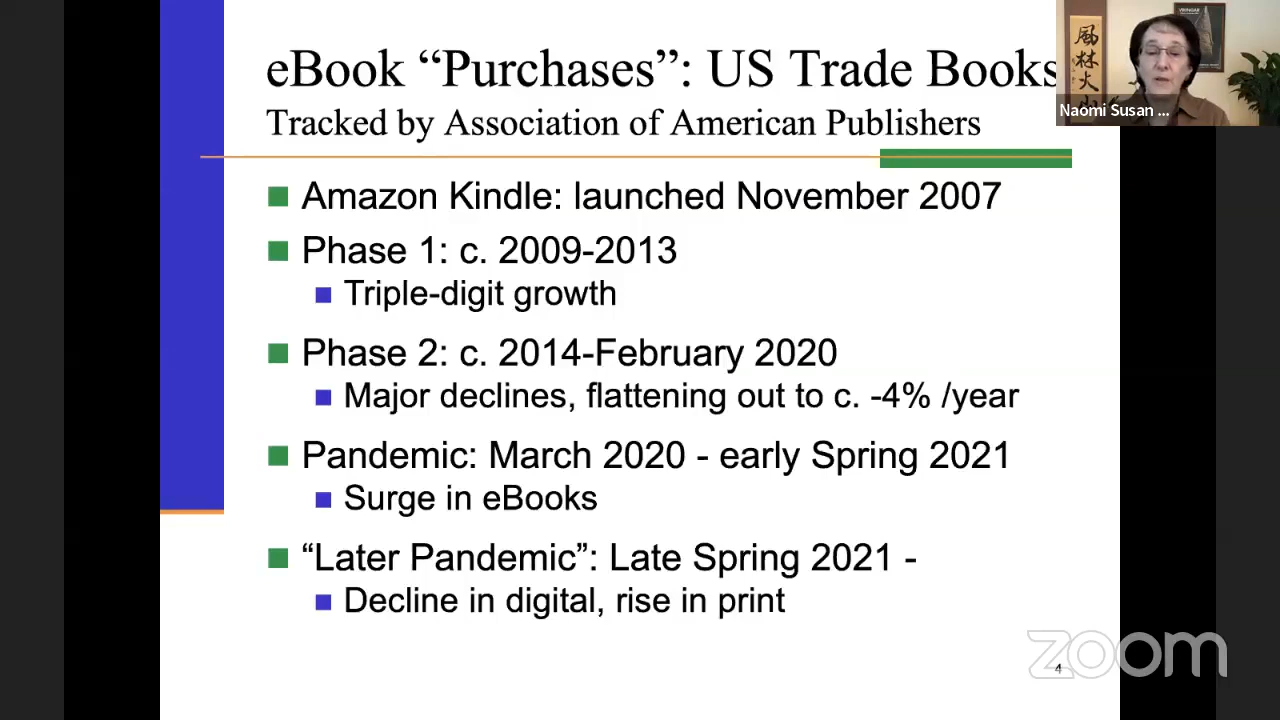 eBook “Purchases”: US Trade Books
Tracked by Association of American Publishers
Amazon Kindle: launched November 2007
Phase 1: c. 2009-2013
Triple-digit growth
Phase 2: c. 2014-February 2020
Major declines, flattening out to c. -4% /year
Pandemic: March 2020 - early Spring 2021
Surge in eBooks
“Later Pandemic”: Late Spring 2021 -
Decline in digital, rise in print
4
zoom
風
林
火
Naomi Susan ...